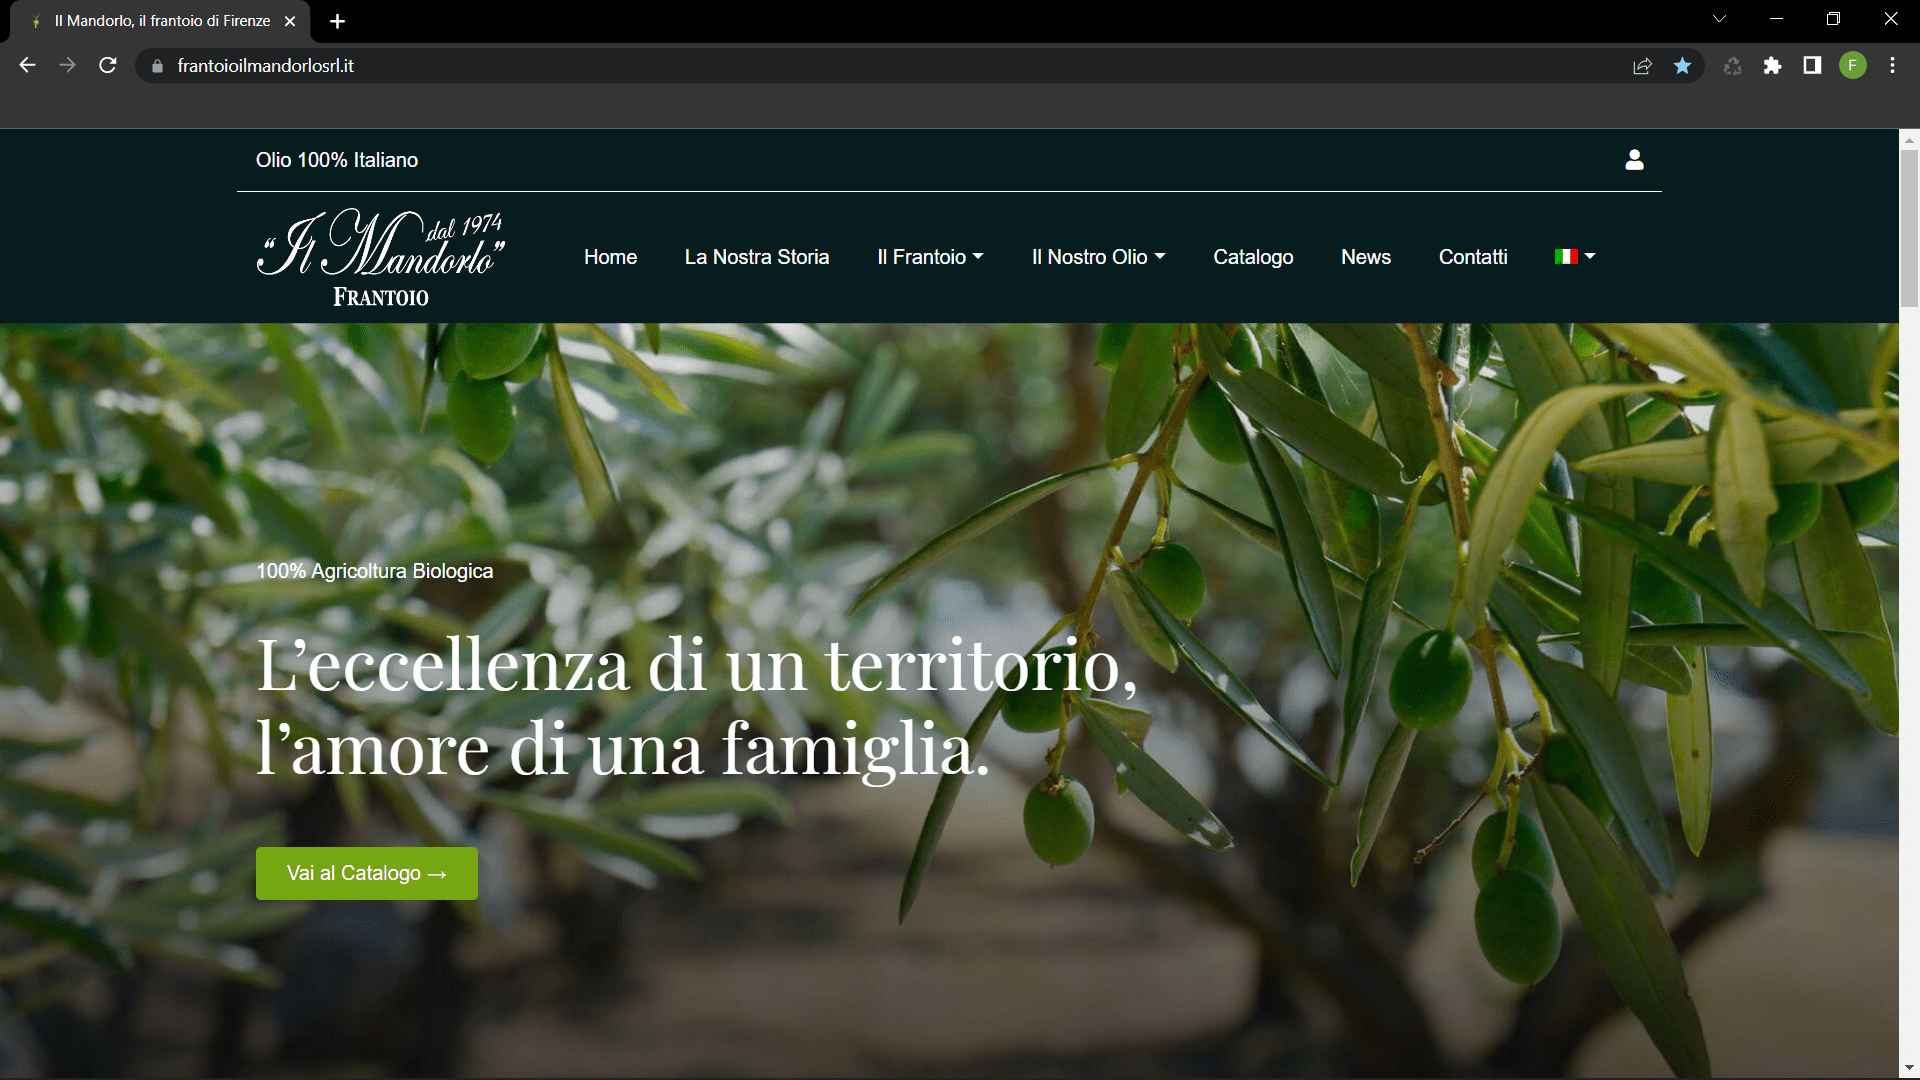 Il Mandorlo, il frantoio di Firenze
frantoioilmandorlosrl.it
F
Olio 100% Italiano
“Il Mandorlo”
dal 1974
FRANTOIO
Home La Nostra Storia Il Frantoio Il Nostro Olio Catalogo News Contatti
100% Agricoltura Biologica
L’eccellenza di un territorio,
l’amore di una famiglia.
Vai al Catalogo →